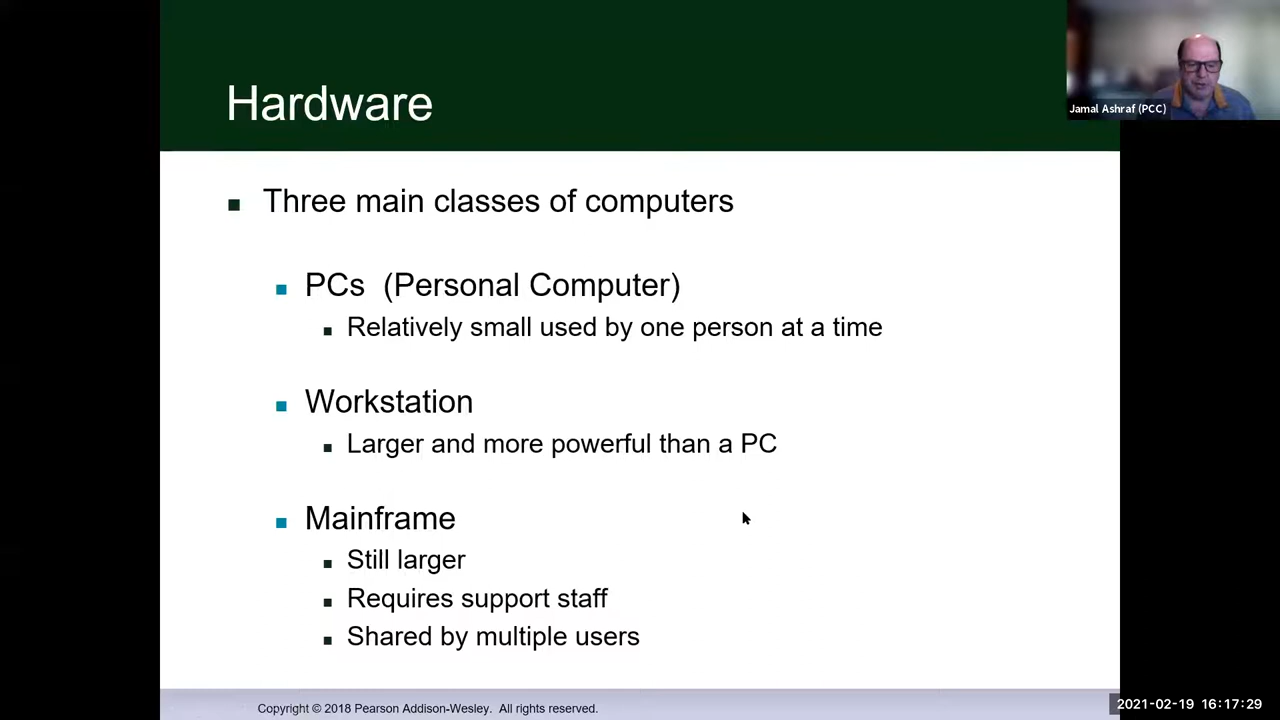 Hardware
Jamal Ashraf (PCC)
Three main classes of computers
PCs (Personal Computer)
Relatively small used by one person at a time
Workstation
Larger and more powerful than a PC
Mainframe
Still larger
Requires support staff
Shared by multiple users
Copyright © 2018 Pearson Addison-Wesley. All rights reserved.
2021-02-19 16:17:29